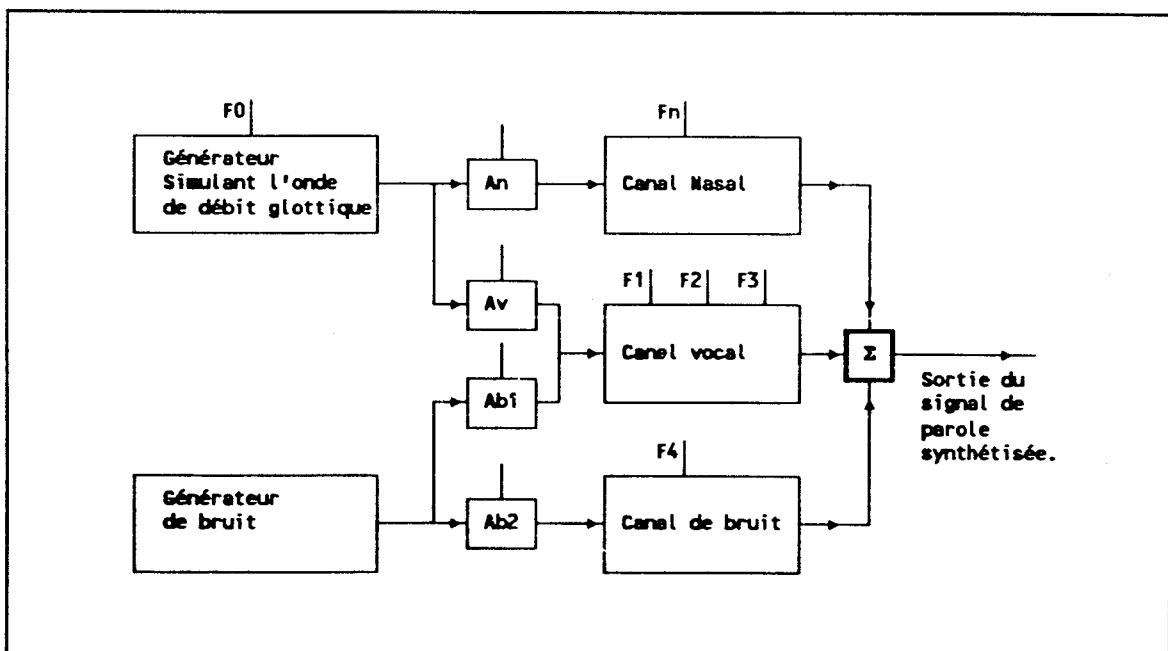 F0
Générateur
Simulant l'onde
de débit glottique
An
Fn
Canal Nasal
Av
F1 F2 F3
Canal vocal
Σ
Sortie du
signal de
parole
synthétisée.
Ab1
Générateur
de bruit
Ab2
F4
Canal de bruit